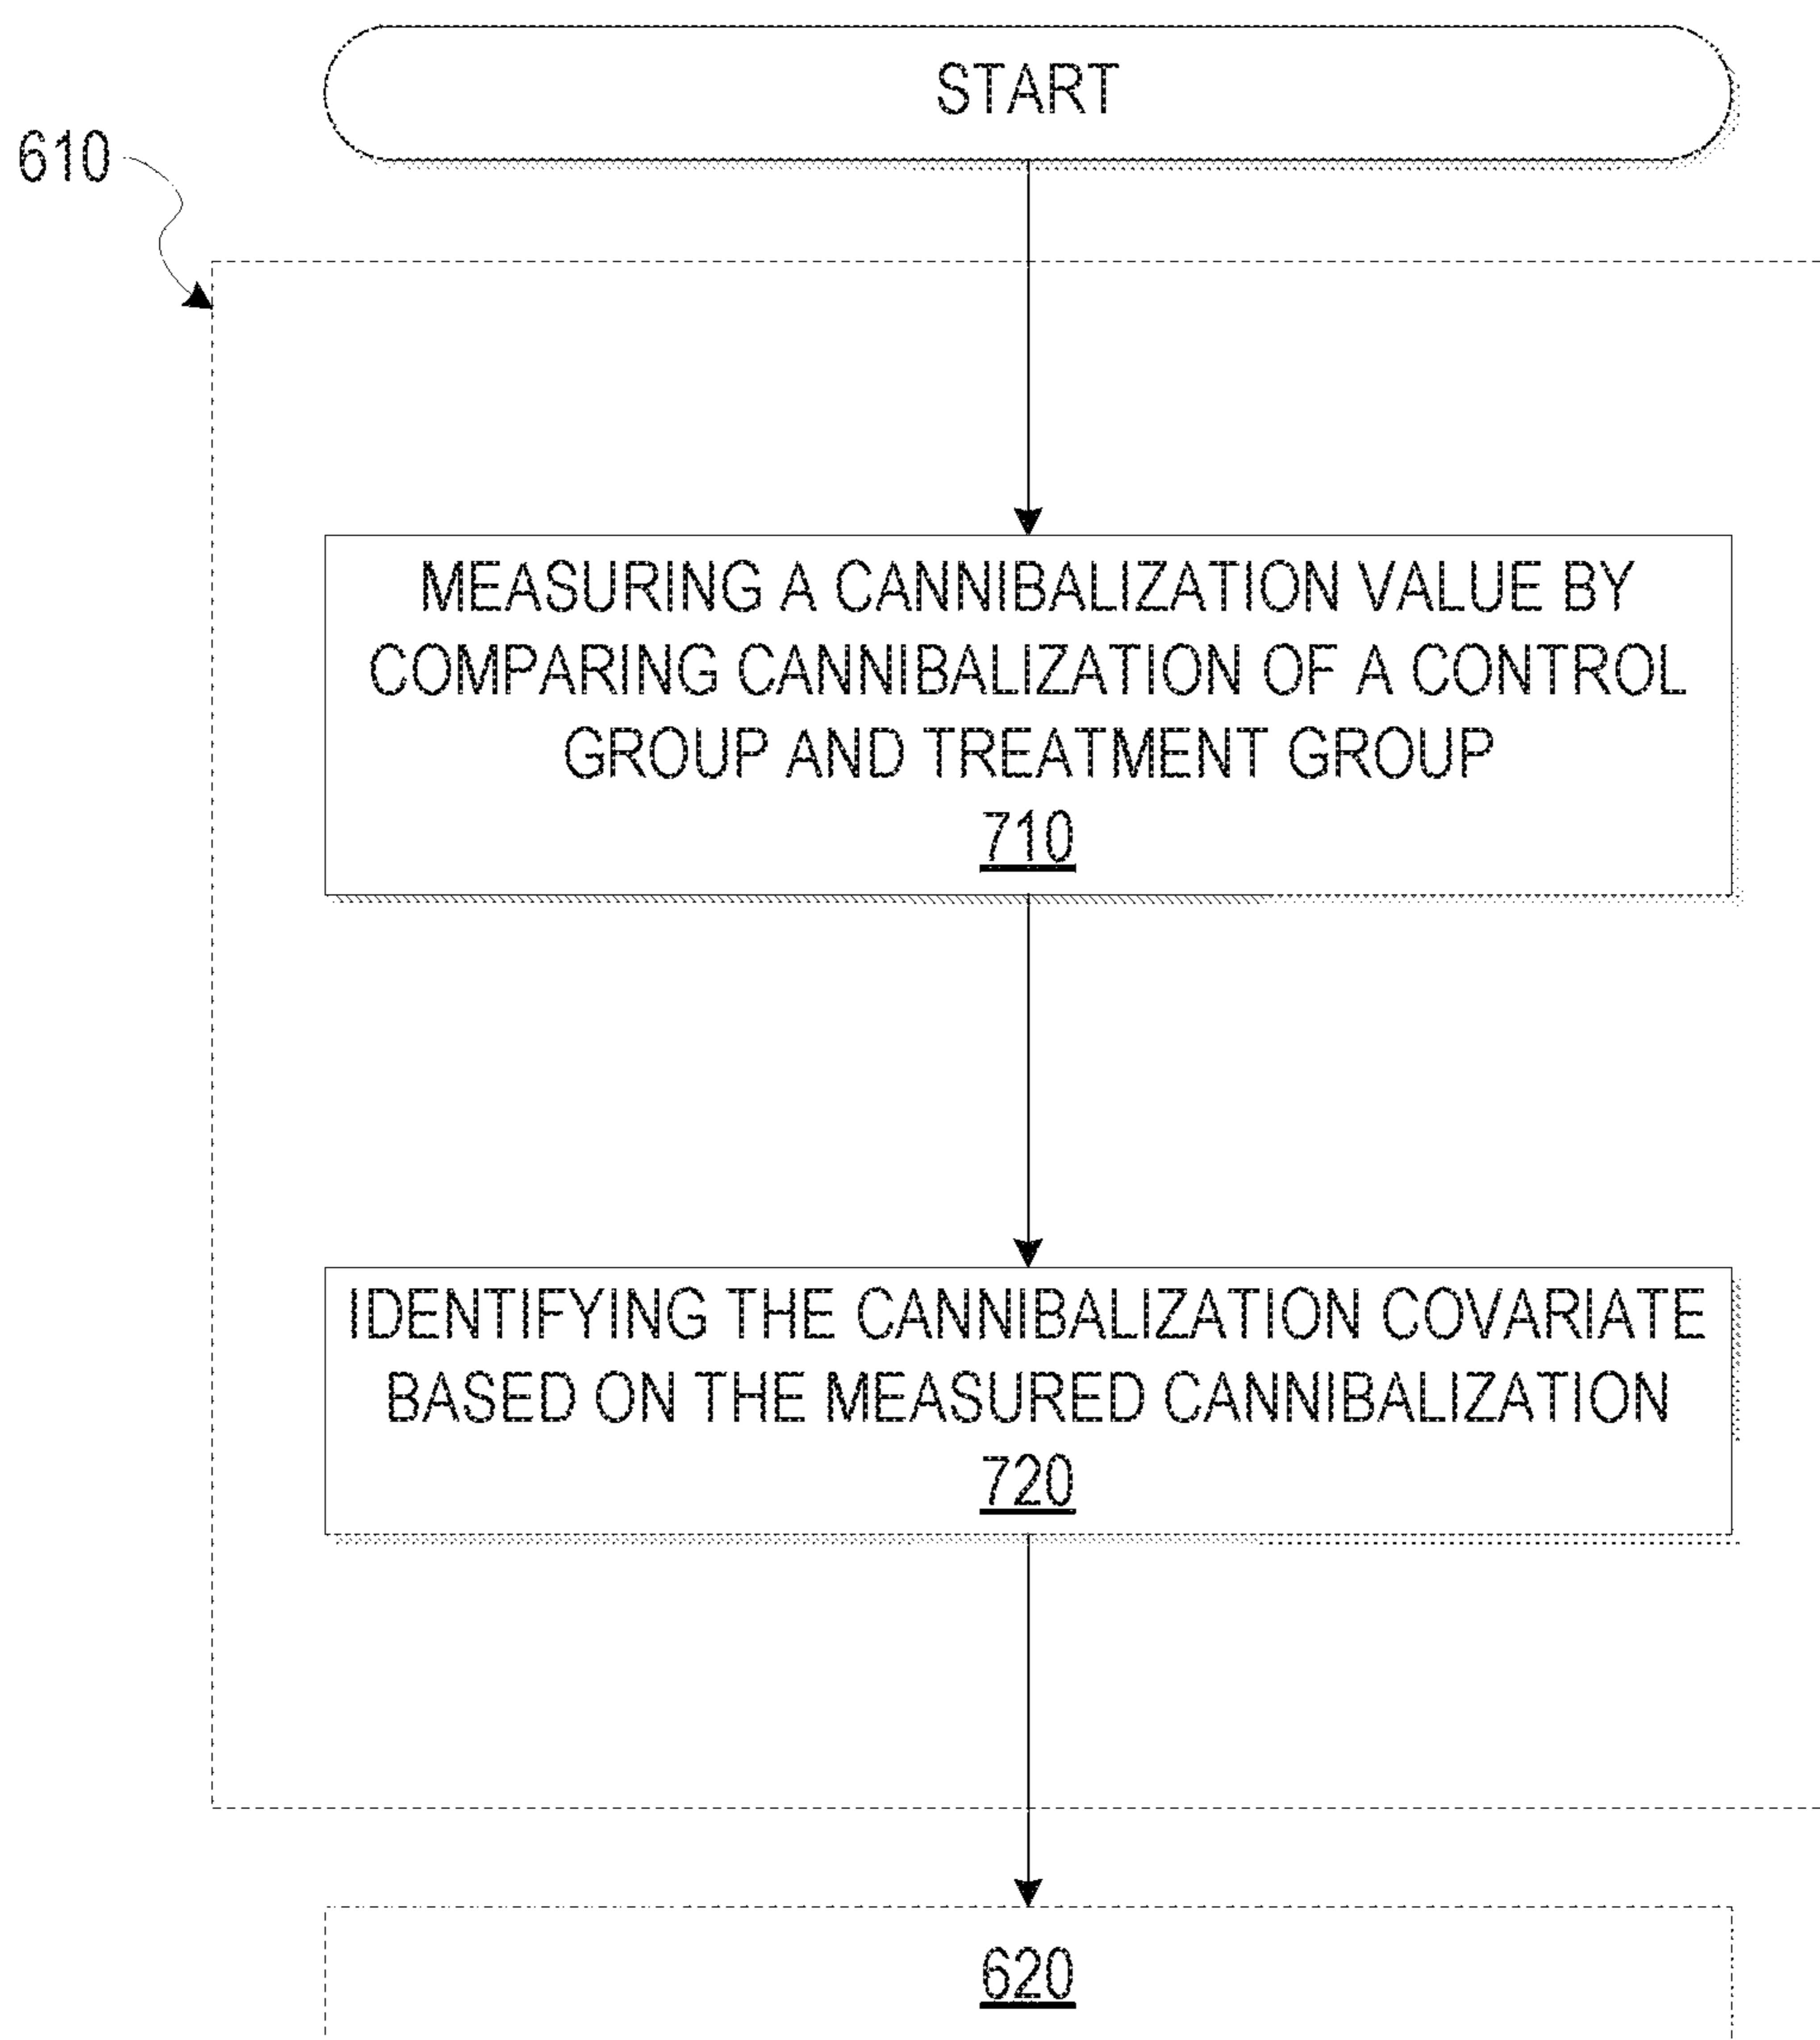 START
610
MEASURING A CANNIBALIZATION VALUE BY
COMPARING CANNIBALIZATION OF A CONTROL
GROUP AND TREATMENT GROUP
710
IDENTIFYING THE CANNIBALIZATION COVARIATE
BASED ON THE MEASURED CANNIBALIZATION
720
620